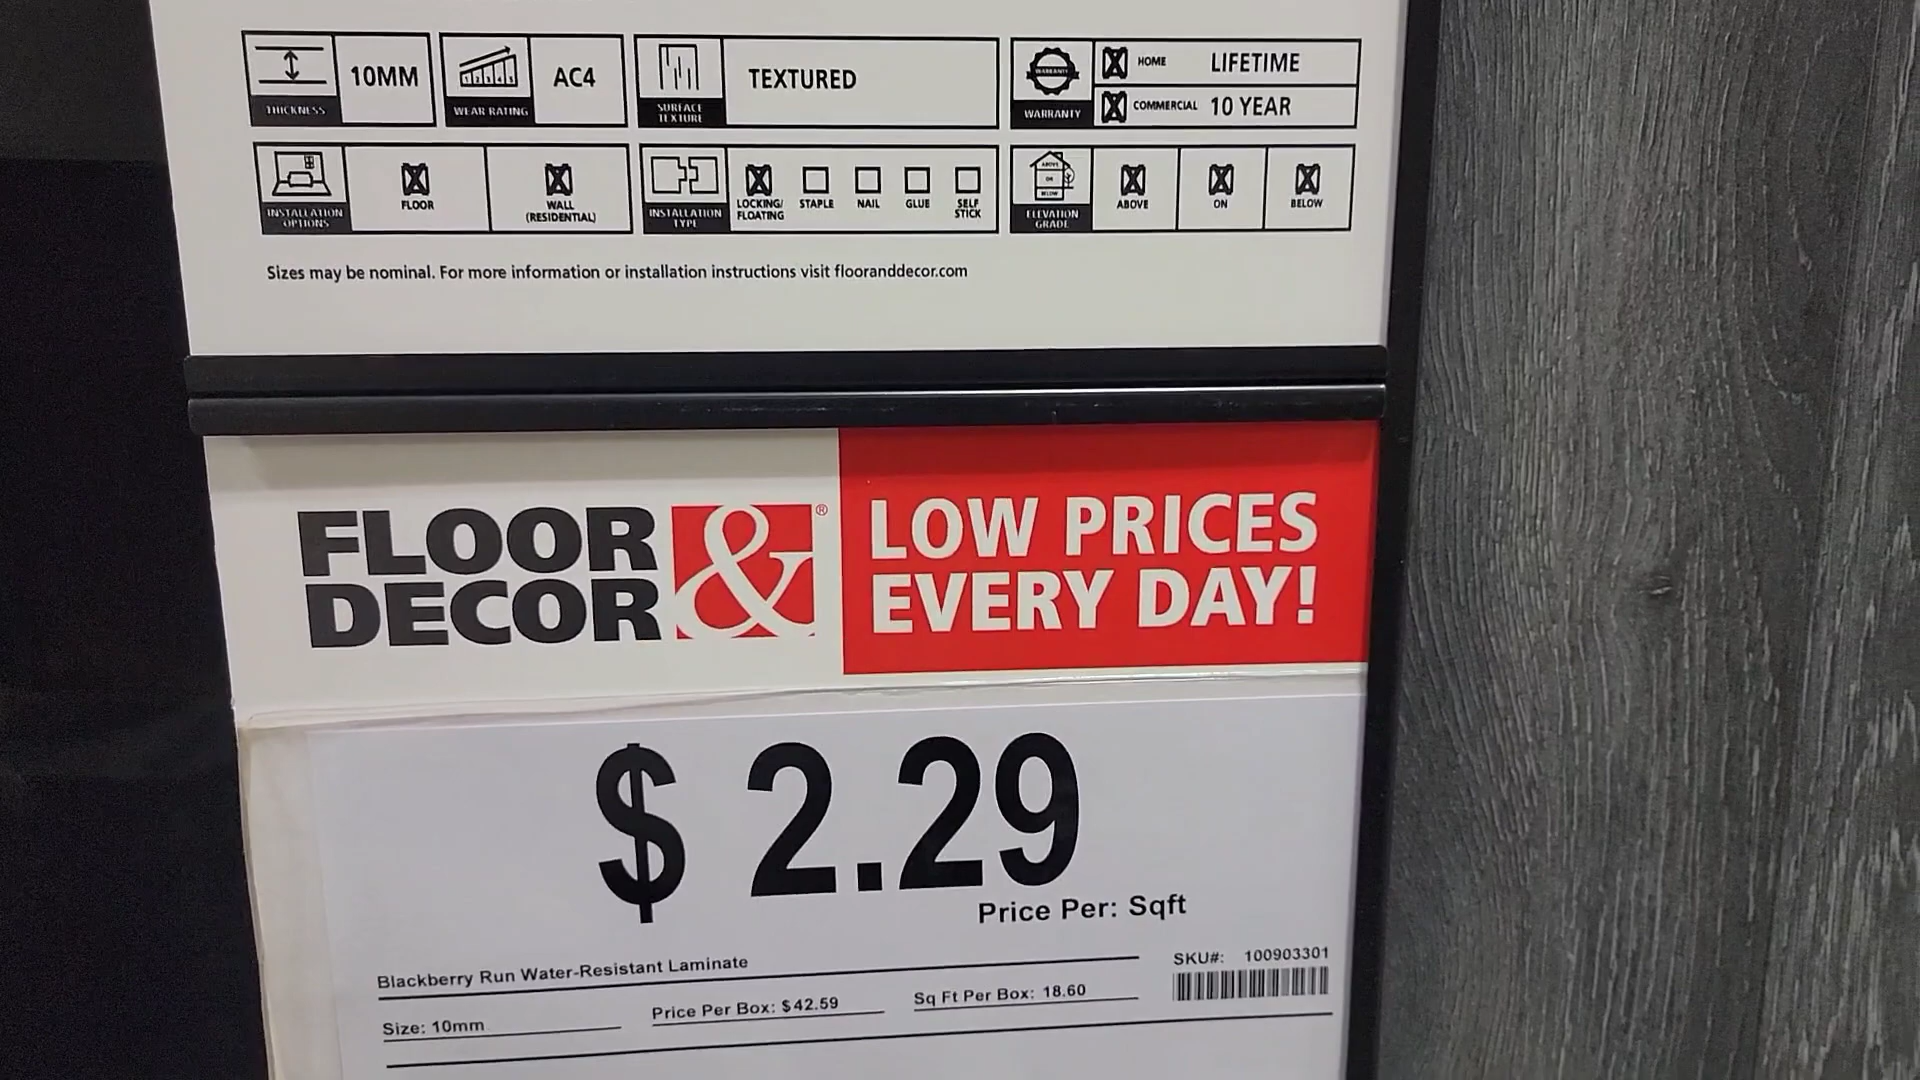 10MM
THICKNESS
AC4
WEAR RATING
TEXTURED
SURFACE TEXTURE
WARRANTY
HOME LIFETIME
COMMERCIAL 10 YEAR
WARRANTY
INSTALLATION OPTIONS
FLOOR
WALL (RESIDENTIAL)
INSTALLATION TYPE
LOCKING/ FLOATING
STAPLE
NAIL
GLUE
SELF STICK
ABOVE
ON
BELOW
ELEVATION GRADE
ABOVE
ON
BELOW
Sizes may be nominal. For more information or installation instructions visit flooranddecor.com
FLOOR & DECOR®
LOW PRICES
EVERY DAY!
$ 2.29
Price Per: Sqft
Blackberry Run Water-Resistant Laminate
SKU#: 100903301
Size: 10mm
Price Per Box: $42.59
Sq Ft Per Box: 18.60